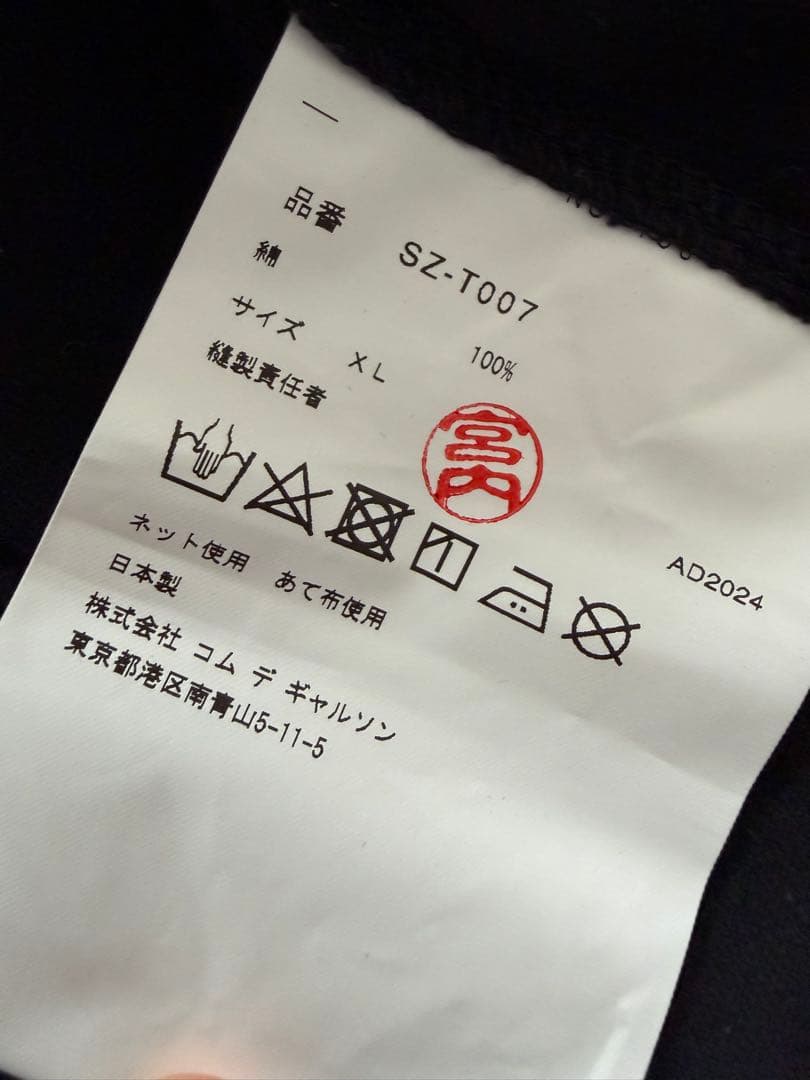 品番 SZ-T007
綿 100%
サイズ XL
縫製責任者
宮内
AD2024
ネット使用 あて布使用
日本製
株式会社 コム デ ギャルソン
東京都港区南青山5-11-5